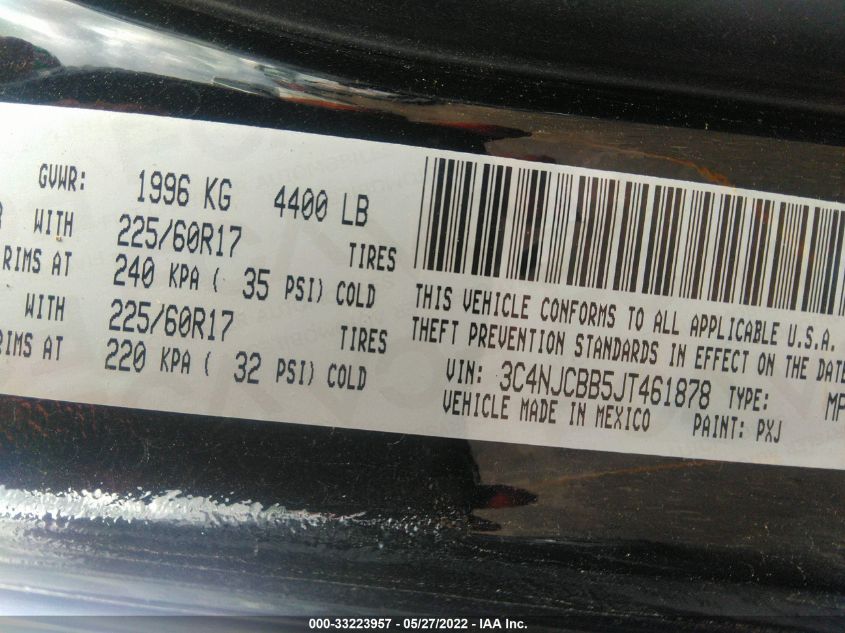 GVWR: 1996 KG 4400 LB
WITH 225/60R17 TIRES
RIMS AT 240 KPA ( 35 PSI) COLD
WITH 225/60R17 TIRES
RIMS AT 220 KPA ( 32 PSI) COLD
THIS VEHICLE CONFORMS TO ALL APPLICABLE U.S.A.
THEFT PREVENTION STANDARDS IN EFFECT ON THE DATE
VIN: 3C4NJCBB5JT461878 TYPE: MP
VEHICLE MADE IN MEXICO PAINT: PXJ
000-33223957 - 05/27/2022 - IAA Inc.